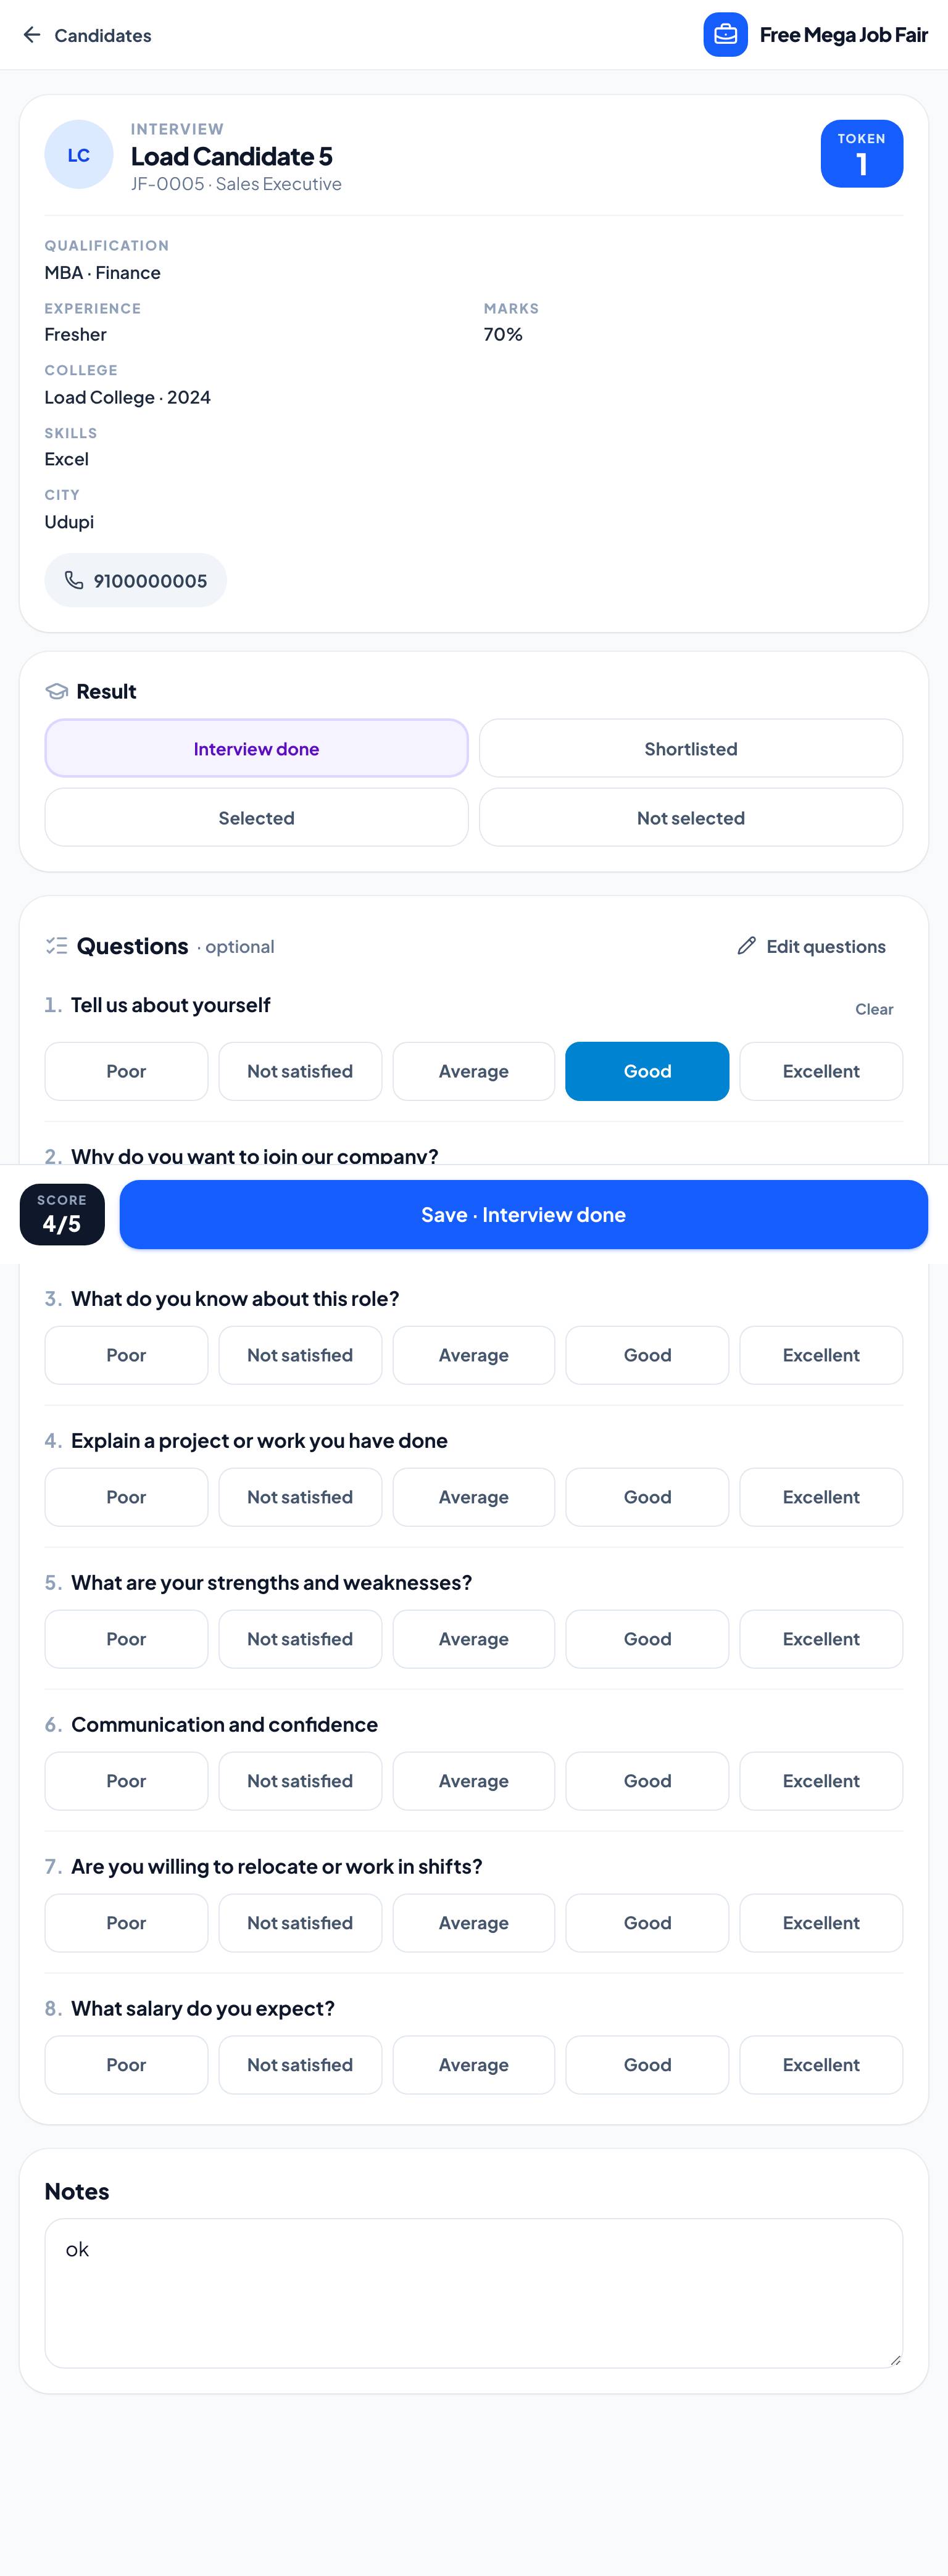 Candidates
Free Mega Job Fair
LC
INTERVIEW
Load Candidate 5
JF-0005 · Sales Executive
TOKEN
1
QUALIFICATION
MBA · Finance
EXPERIENCE
Fresher
MARKS
70%
COLLEGE
Load College · 2024
SKILLS
Excel
CITY
Udupi
9100000005
Result
Interview done
Shortlisted
Selected
Not selected
Questions · optional
Edit questions
1. Tell us about yourself
Clear
Poor Not satisfied Average Good Excellent
2. Why do you want to join our company?
SCORE
4/5
Save · Interview done
3. What do you know about this role?
Poor Not satisfied Average Good Excellent
4. Explain a project or work you have done
Poor Not satisfied Average Good Excellent
5. What are your strengths and weaknesses?
Poor Not satisfied Average Good Excellent
6. Communication and confidence
Poor Not satisfied Average Good Excellent
7. Are you willing to relocate or work in shifts?
Poor Not satisfied Average Good Excellent
8. What salary do you expect?
Poor Not satisfied Average Good Excellent
Notes
ok